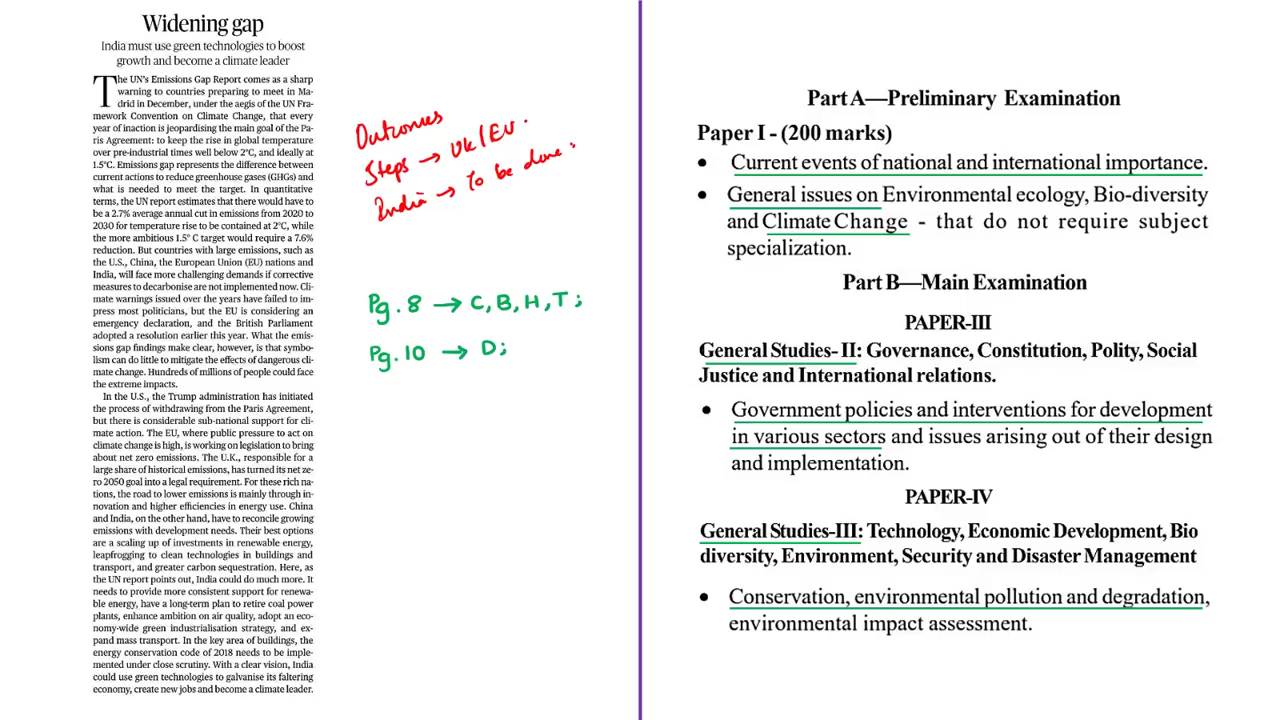 Widening gap
India must use green technologies to boost
growth and become a climate leader
The UN's Emissions Gap Report comes as a sharp
warning to countries preparing to meet in Ma-
drid in December, under the aegis of the UN Fra-
mework Convention on Climate Change, that every
year of inaction is jeopardising the main goal of the Pa-
ris Agreement: to keep the rise in global temperature
over pre-industrial times well below 2°C, and ideally at
1.5°C. Emissions gap represents the difference between
current actions to reduce greenhouse gases (GHGs) and
what is needed to meet the target. In quantitative
terms, the UN report estimates that there would have to
be a 2.7% average annual cut in emissions from 2020 to
2030 for temperature rise to be contained at 2°C, while
the more ambitious 1.5° C target would require a 7.6%
reduction. But countries with large emissions, such as
the U.S., China, the European Union (EU) nations and
India, will face more challenging demands if corrective
measures to decarbonise are not implemented now. Cli-
mate warnings issued over the years have failed to im-
press most politicians, but the EU is considering an
emergency declaration, and the British Parliament
adopted a resolution earlier this year. What the emis-
sions gap findings make clear, however, is that symbo-
lism can do little to mitigate the effects of dangerous cli-
mate change. Hundreds of millions of people could face
the extreme impacts.
In the U.S., the Trump administration has initiated
the process of withdrawing from the Paris Agreement,
but there is considerable sub-national support for cli-
mate action. The EU, where public pressure to act on
climate change is high, is working on legislation to bring
about net zero emissions. The U.K., responsible for a
large share of historical emissions, has turned its net ze-
ro 2050 goal into a legal requirement. For these rich na-
tions, the road to lower emissions is mainly through in-
novation and higher efficiencies in energy use. China
and India, on the other hand, have to reconcile growing
emissions with development needs. Their best options
are a scaling up of investments in renewable energy,
leapfrogging to clean technologies in buildings and
transport, and greater carbon sequestration. Here, as
the UN report points out, India could do much more. It
needs to provide more consistent support for renewa-
ble energy, have a long-term plan to retire coal power
plants, enhance ambition on air quality, adopt an eco-
nomy-wide green industrialisation strategy, and ex-
pand mass transport. In the key area of buildings, the
energy conservation code of 2018 needs to be imple-
mented under close scrutiny. With a clear vision, India
could use green technologies to galvanise its faltering
economy, create new jobs and become a climate leader.
Outcomes
Steps → UK/EU.
India → To be done:
Pg. 8 → C, B, H, T;
Pg. 10 → D;
Part A—Preliminary Examination
Paper I - (200 marks)
• Current events of national and international importance.
• General issues on Environmental ecology, Bio-diversity
and Climate Change - that do not require subject
specialization.
Part B—Main Examination
PAPER-III
General Studies- II: Governance, Constitution, Polity, Social
Justice and International relations.
• Government policies and interventions for development
in various sectors and issues arising out of their design
and implementation.
PAPER-IV
General Studies-III: Technology, Economic Development, Bio
diversity, Environment, Security and Disaster Management
• Conservation, environmental pollution and degradation,
environmental impact assessment.